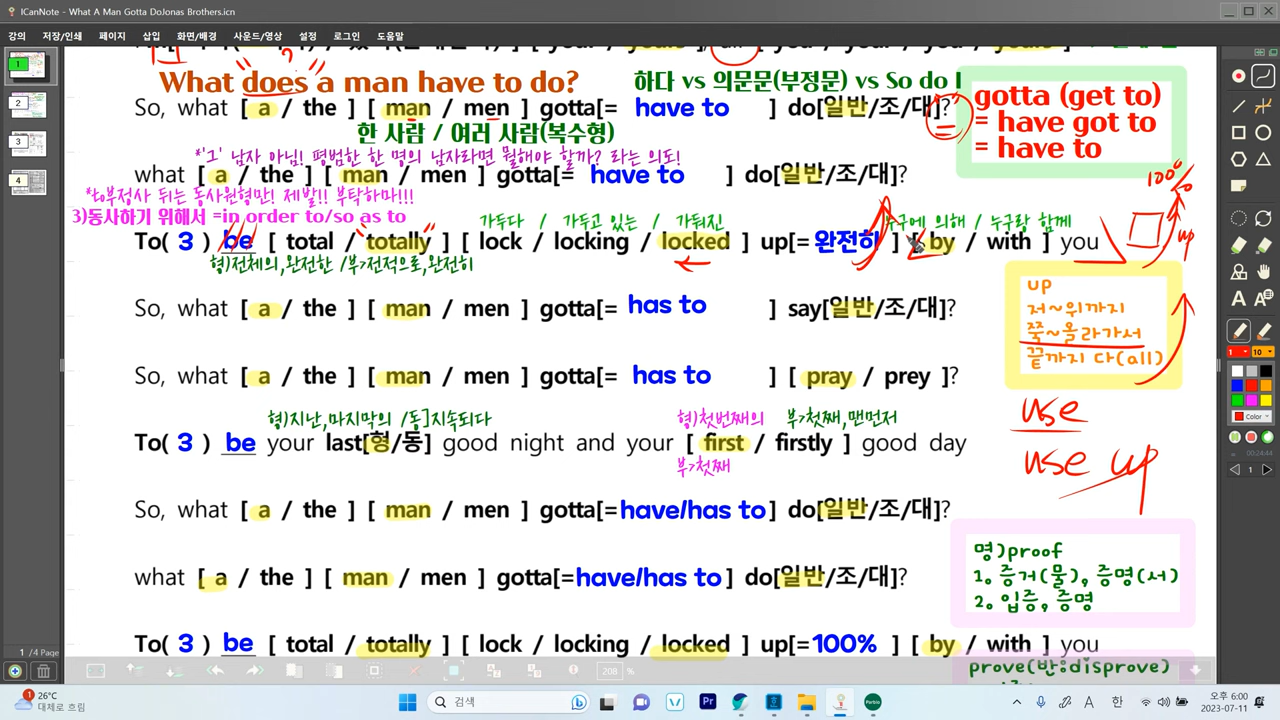 ICanNote - What A Man Gotta DoJonas Brothers.icn
강의 저장/인쇄 페이지 삽입 화면/배경 사운드/영상 설정 로그인 도움말
What does a man have to do?
하다 vs 의문문(부정문) vs So do I
So, what [ a / the ] [ man / men ] gotta[= have to ] do[일반/조/대]?
gotta (get to)
= have got to
= have to
한 사람 / 여러 사람(복수형)
*'그' 남자 아님! 평범한 한 명의 남자라면 뭘해야 할까? 라는 의도!
what [ a / the ] [ man / men ] gotta[= have to ] do[일반/조/대]?
100%
*to부정사 뒤는 동사원형만! 제발!! 부탁하마!!!
3)동사하기 위해서 =in order to/so as to
가두다 / 가두고 있는 / 가둬진
누구에 의해 / 누구랑 함께
To( 3 ) be [ total / totally ] [ lock / locking / locked ] up[= 완전히 ] [ by / with ] you
up
형)전체의,완전한 /부>전적으로,완전히
up
저~위까지
쭉~올라가서
끝까지 다(all)
So, what [ a / the ] [ man / men ] gotta[= has to ] say[일반/조/대]?
So, what [ a / the ] [ man / men ] gotta[= has to ] [ pray / prey ]?
use
use up
형)지난,마지막의 /동]지속되다
형)첫번째의 부>첫째,맨먼저
To( 3 ) be your last[형/동] good night and your [ first / firstly ] good day
부>첫째
So, what [ a / the ] [ man / men ] gotta[=have/has to] do[일반/조/대]?
명)proof
1. 증거(물), 증명(서)
2. 입증, 증명
what [ a / the ] [ man / men ] gotta[=have/has to] do[일반/조/대]?
To( 3 ) be [ total / totally ] [ lock / locking / locked ] up[=100% ] [ by / with ] you
prove(반:disprove)
1
2
3
4
1 / 4 Page
208
Color
10
00:24:44
1
26°C
대체로 흐림
검색
오후 6:00
2023-07-11